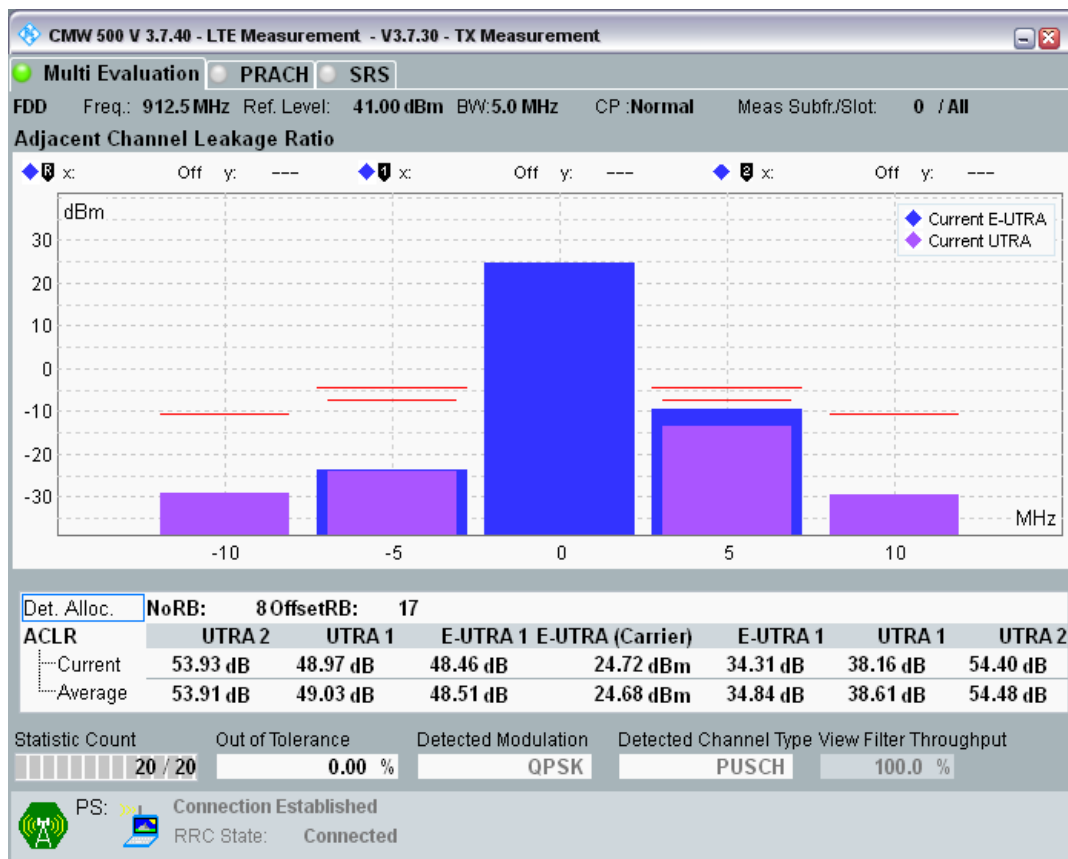 CMW 500 V 3.7.40 - LTE Measurement - V3.7.30 - TX Measurement
Multi Evaluation PRACH SRS
FDD Freq.: 912.5 MHz Ref. Level: 41.00 dBm BW:5.0 MHz CP :Normal Meas Subfr./Slot: 0 / All
Adjacent Channel Leakage Ratio
R x: Off y: --- 1 x: Off y: --- 2 x: Off y: ---
dBm
Current E-UTRA
Current UTRA
30
20
10
0
-10
-20
-30
MHz
-10 -5 0 5 10
Det. Alloc. NoRB: 8 OffsetRB: 17
ACLR UTRA 2 UTRA 1 E-UTRA 1 E-UTRA (Carrier) E-UTRA 1 UTRA 1 UTRA 2
Current 53.93 dB 48.97 dB 48.46 dB 24.72 dBm 34.31 dB 38.16 dB 54.40 dB
Average 53.91 dB 49.03 dB 48.51 dB 24.68 dBm 34.84 dB 38.61 dB 54.48 dB
Statistic Count Out of Tolerance Detected Modulation Detected Channel Type View Filter Throughput
20 / 20 0.00 % QPSK PUSCH 100.0 %
PS: Connection Established
RRC State: Connected